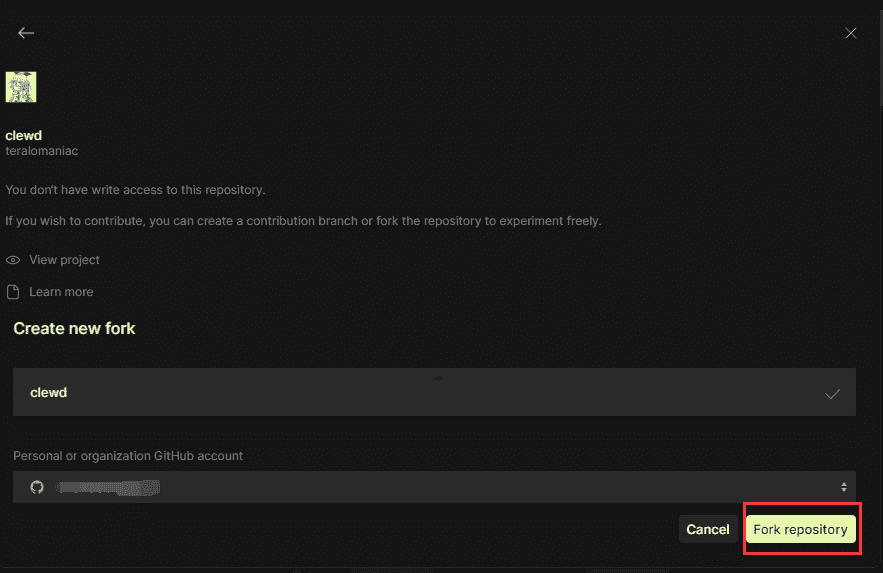 clewd
teralomaniac
You don't have write access to this repository.
If you wish to contribute, you can create a contribution branch or fork the repository to experiment freely.
View project
Learn more
Create new fork
clewd
Personal or organization GitHub account
Cancel
Fork repository